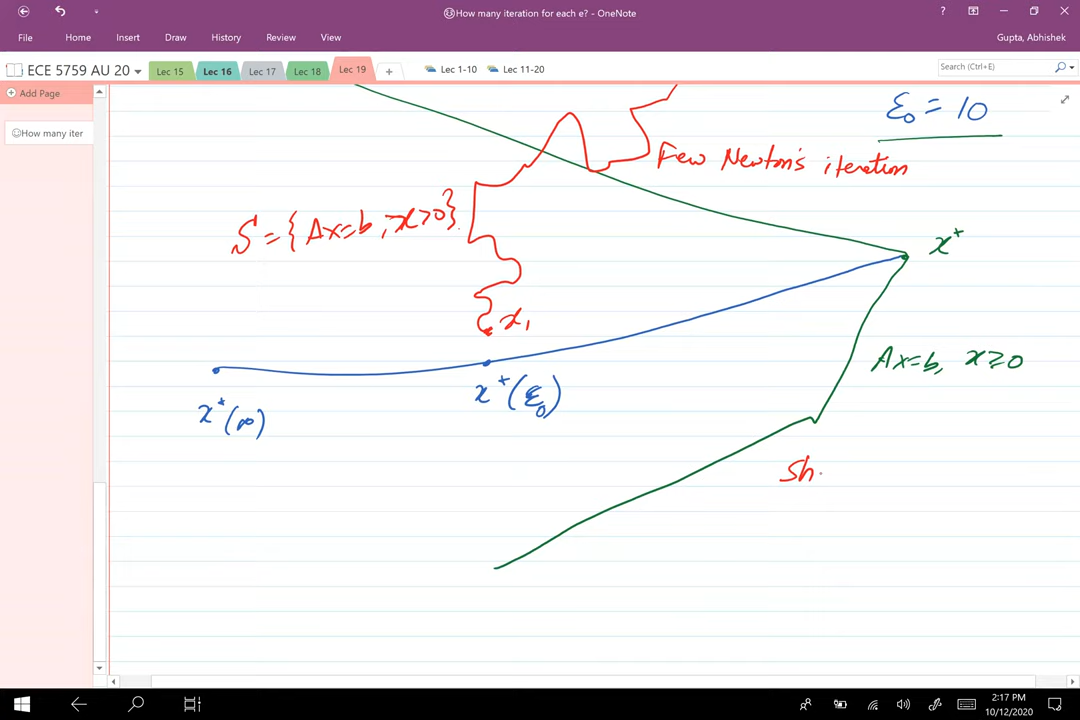 How many iteration for each e? - OneNote
?
File
Home
Insert
Draw
History
Review
View
Gupta, Abhishek
ECE 5759 AU 20
Lec 15
Lec 16
Lec 17
Lec 18
Lec 19
+
Lec 1-10
Lec 11-20
Search (Ctrl+E)
+ Add Page
How many iter
ε₀ = 10
Few Newton's iteration
S = { Ax=b, x>0 }
x*
x₁
Ax=b, x≥0
x*(ε₀)
x*(∞)
Sh
2:17 PM
10/12/2020